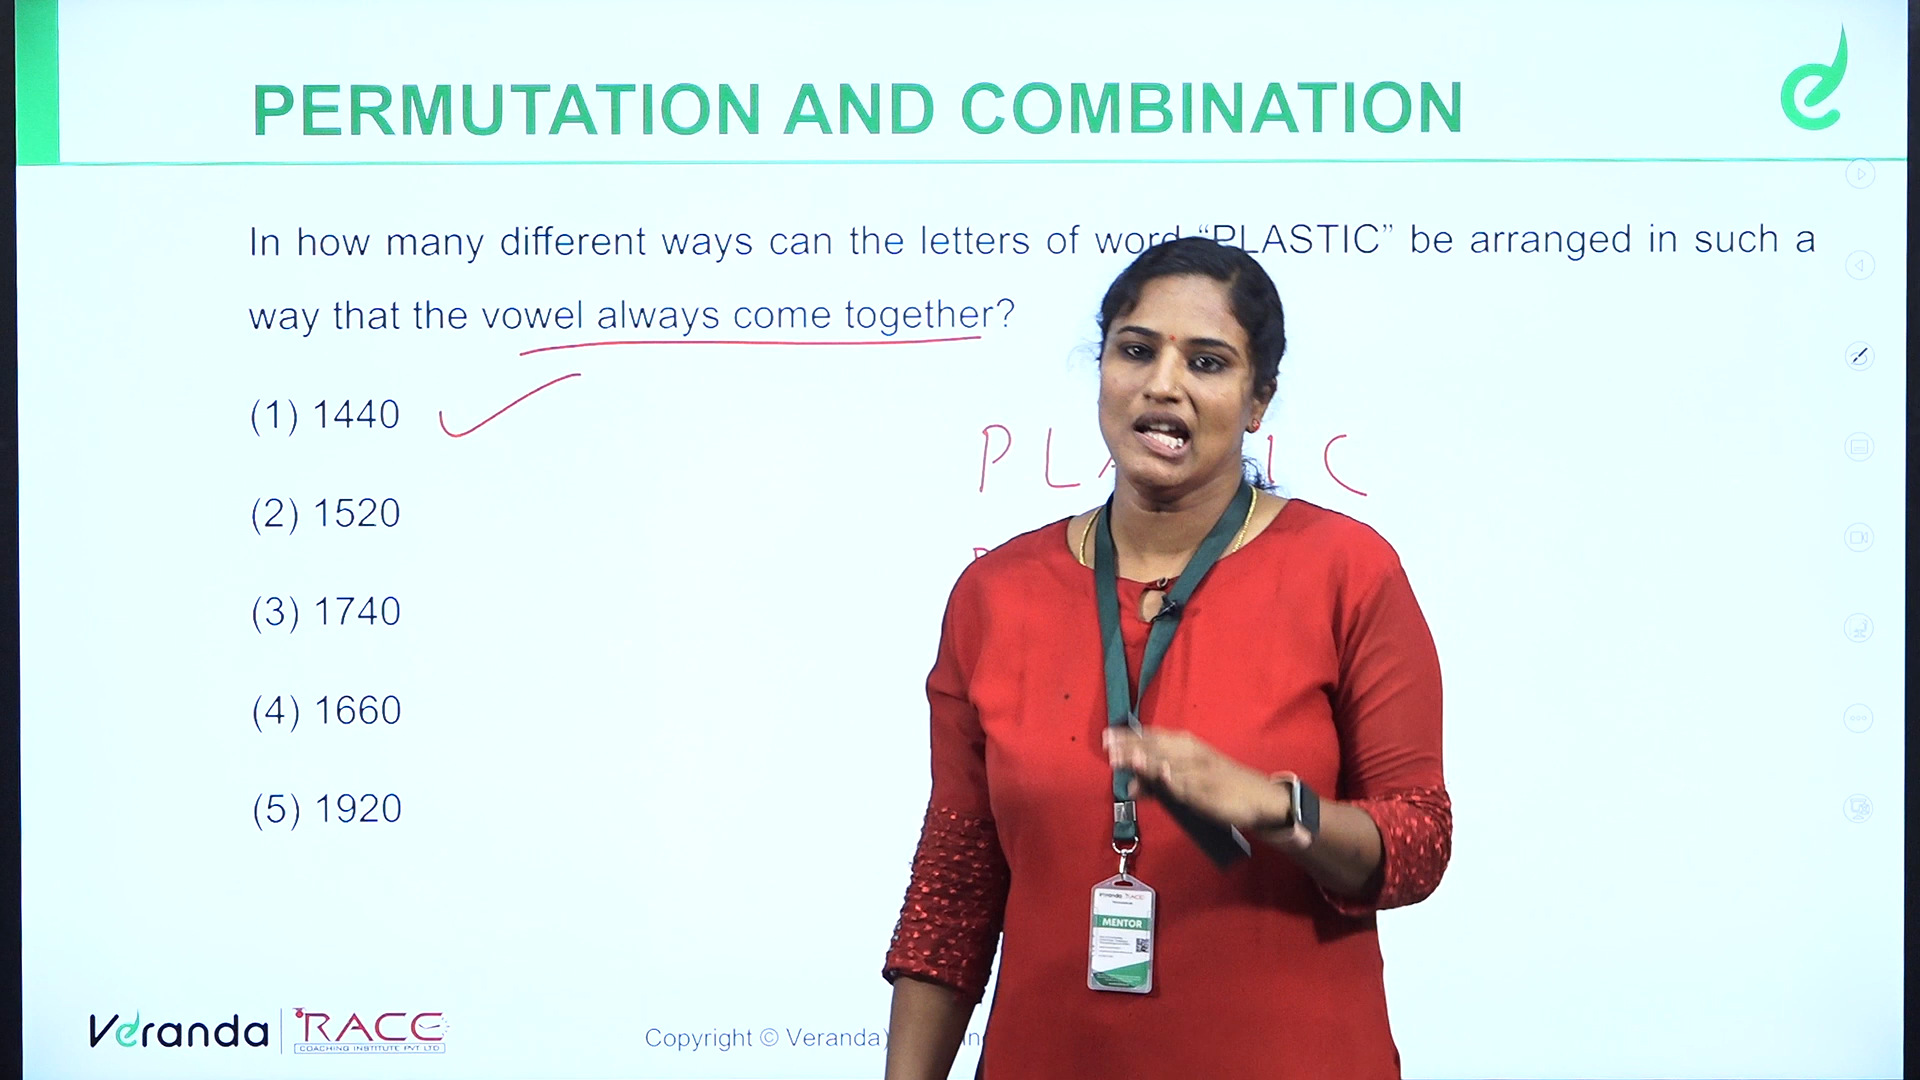 PERMUTATION AND COMBINATION
In how many different ways can the letters of word “PLASTIC” be arranged in such a
way that the vowel always come together?
(1) 1440
(2) 1520
(3) 1740
(4) 1660
(5) 1920
P L A I C
Veranda RACE
COACHING INSTITUTE PVT LTD
Copyright © Veranda
MENTOR